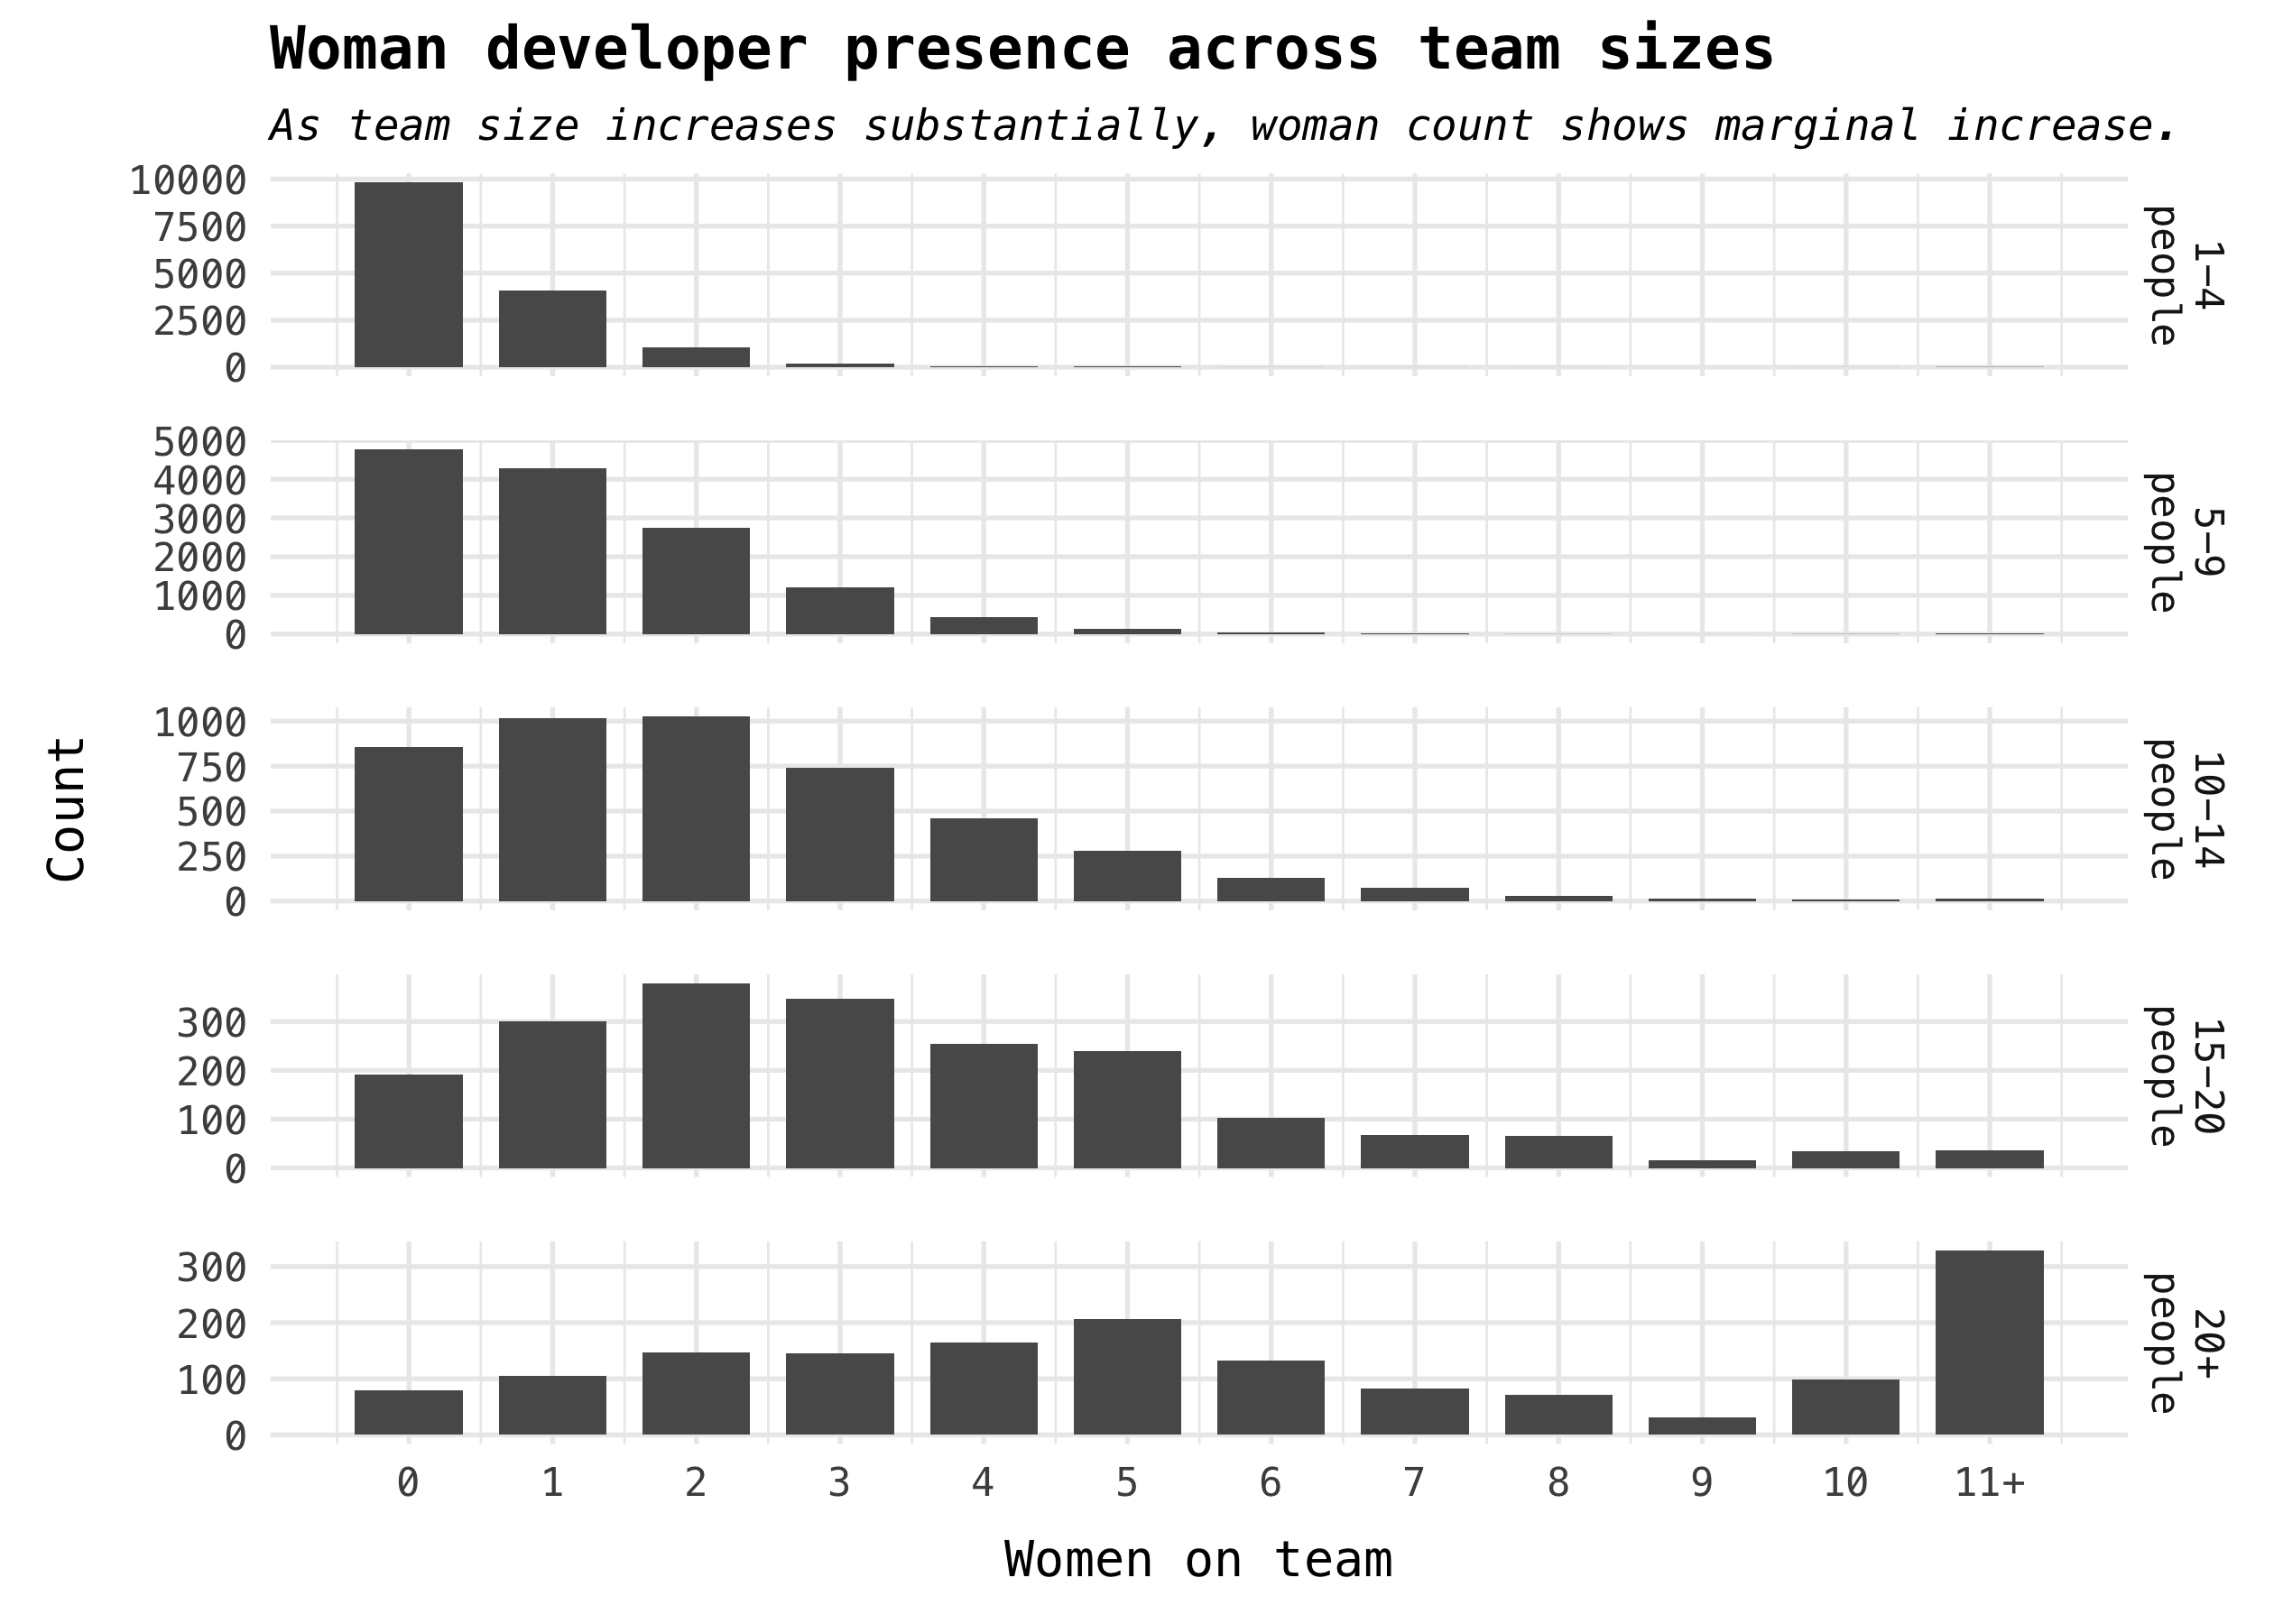 Woman developer presence across team sizes
As team size increases substantially, woman count shows marginal increase.
Count
10000
7500
5000
2500
0
1–4
people
5000
4000
3000
2000
1000
0
5–9
people
1000
750
500
250
0
10–14
people
300
200
100
0
15–20
people
300
200
100
0
20+
people
0 1 2 3 4 5 6 7 8 9 10 11+
Women on team